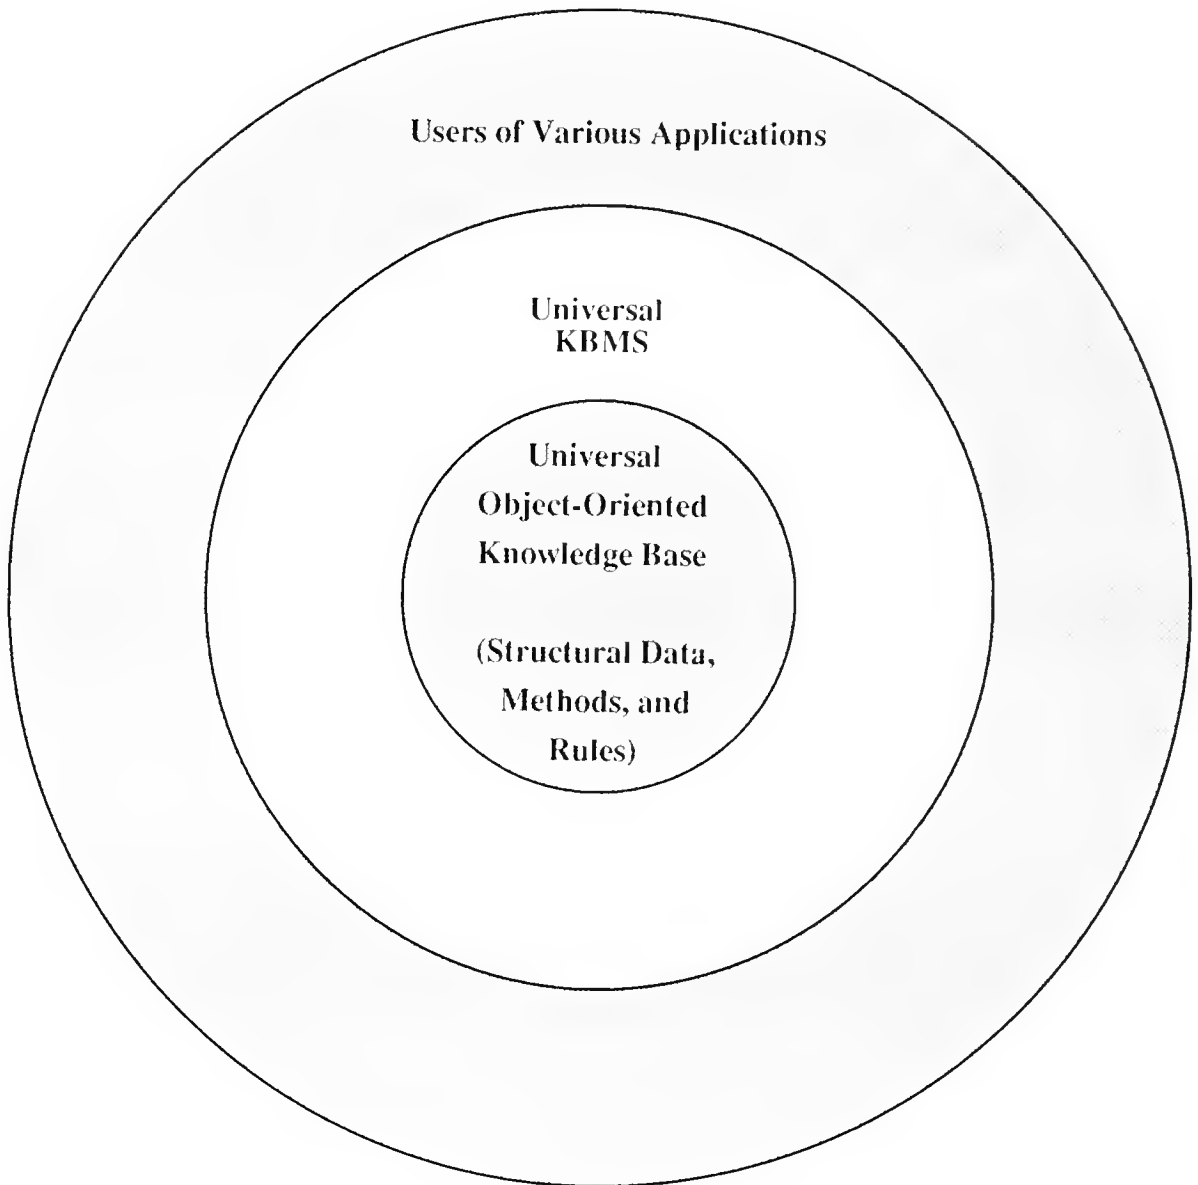 Users of Various Applications
Universal
KBMS
Universal
Object-Oriented
Knowledge Base
(Structural Data,
Methods, and
Rules)